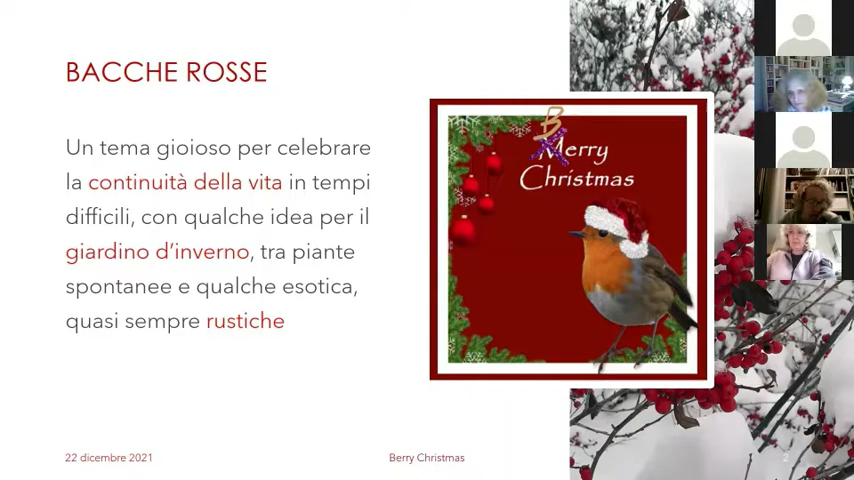 BACCHE ROSSE
Un tema gioioso per celebrare
la continuità della vita in tempi
difficili, con qualche idea per il
giardino d'inverno, tra piante
spontanee e qualche esotica,
quasi sempre rustiche
B
Merry
Christmas
22 dicembre 2021
Berry Christmas
2